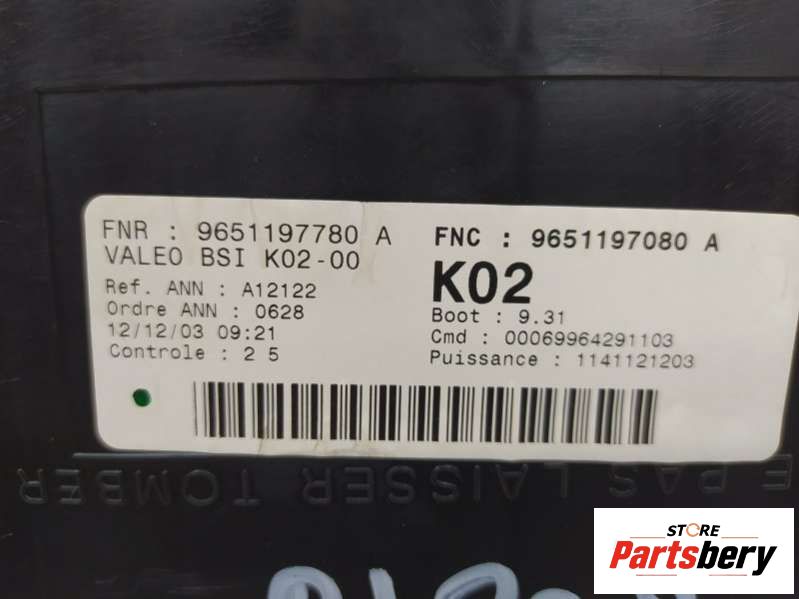 FNR : 9651197780 A
FNC : 9651197080 A
VALEO BSI K02-00
K02
Ref. ANN : A12122
Ordre ANN : 0628
Boot : 9.31
12/12/03 09:21
Cmd : 00069964291103
Controle : 2 5
Puissance : 1141121203
E PAS LAISSER TOMBER
STORE
Partsbery